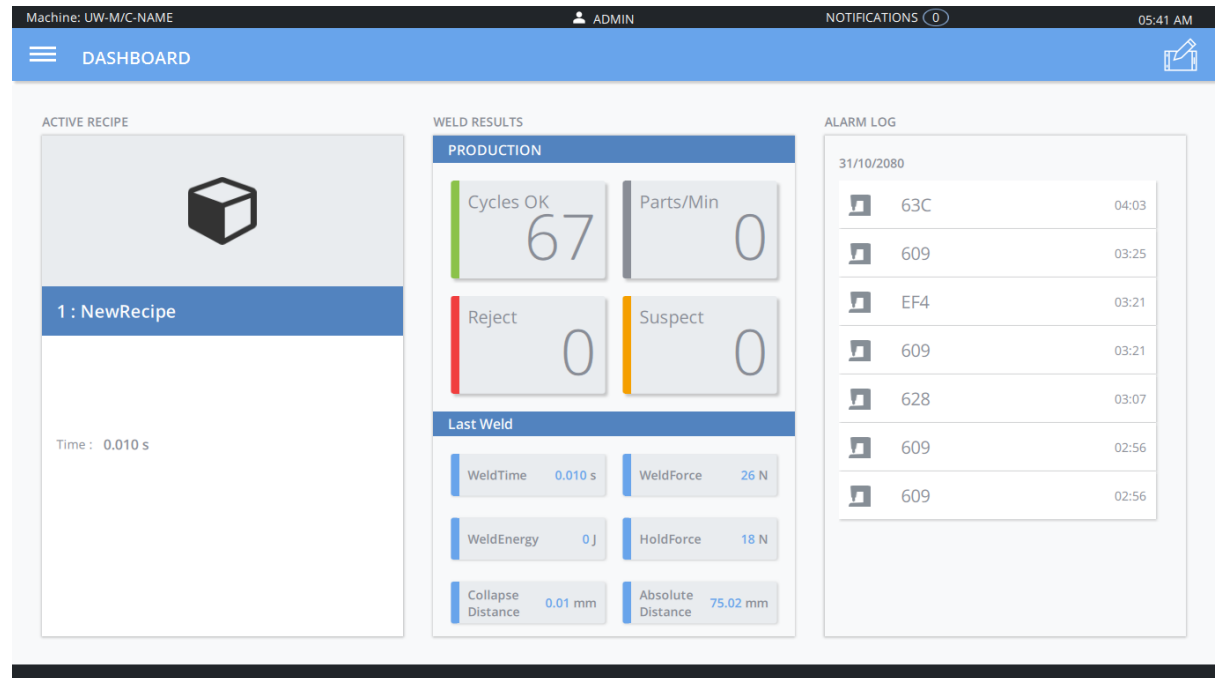 Machine: UW-M/C-NAME ADMIN NOTIFICATIONS 0 05:41 AM
DASHBOARD
ACTIVE RECIPE
1 : NewRecipe
Time : 0.010 s
WELD RESULTS
PRODUCTION
Cycles OK
67
Parts/Min
0
Reject
0
Suspect
0
Last Weld
WeldTime 0.010 s
WeldForce 26 N
WeldEnergy 0 J
HoldForce 18 N
Collapse
Distance 0.01 mm
Absolute
Distance 75.02 mm
ALARM LOG
31/10/2080
63C 04:03
609 03:25
EF4 03:21
609 03:21
628 03:07
609 02:56
609 02:56